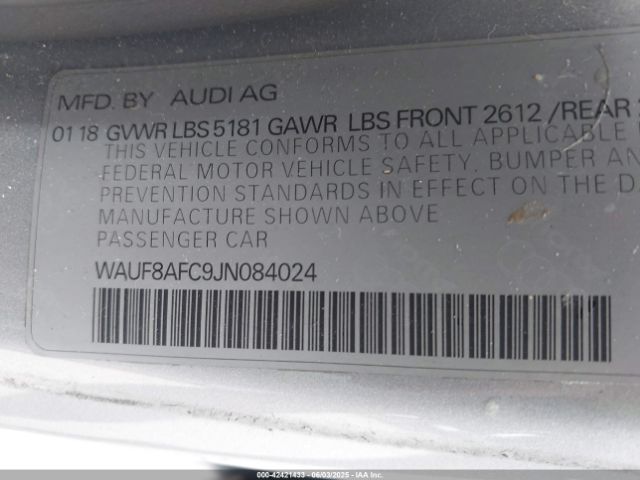 MFD. BY AUDI AG
01 18 GVWR LBS 5181 GAWR LBS FRONT 2612 / REAR
THIS VEHICLE CONFORMS TO ALL APPLICABLE
FEDERAL MOTOR VEHICLE SAFETY, BUMPER AN
PREVENTION STANDARDS IN EFFECT ON THE D
MANUFACTURE SHOWN ABOVE
PASSENGER CAR
WAUF8AFC9JN084024
000-42421433 - 06/03/2025 - IAAI.COM